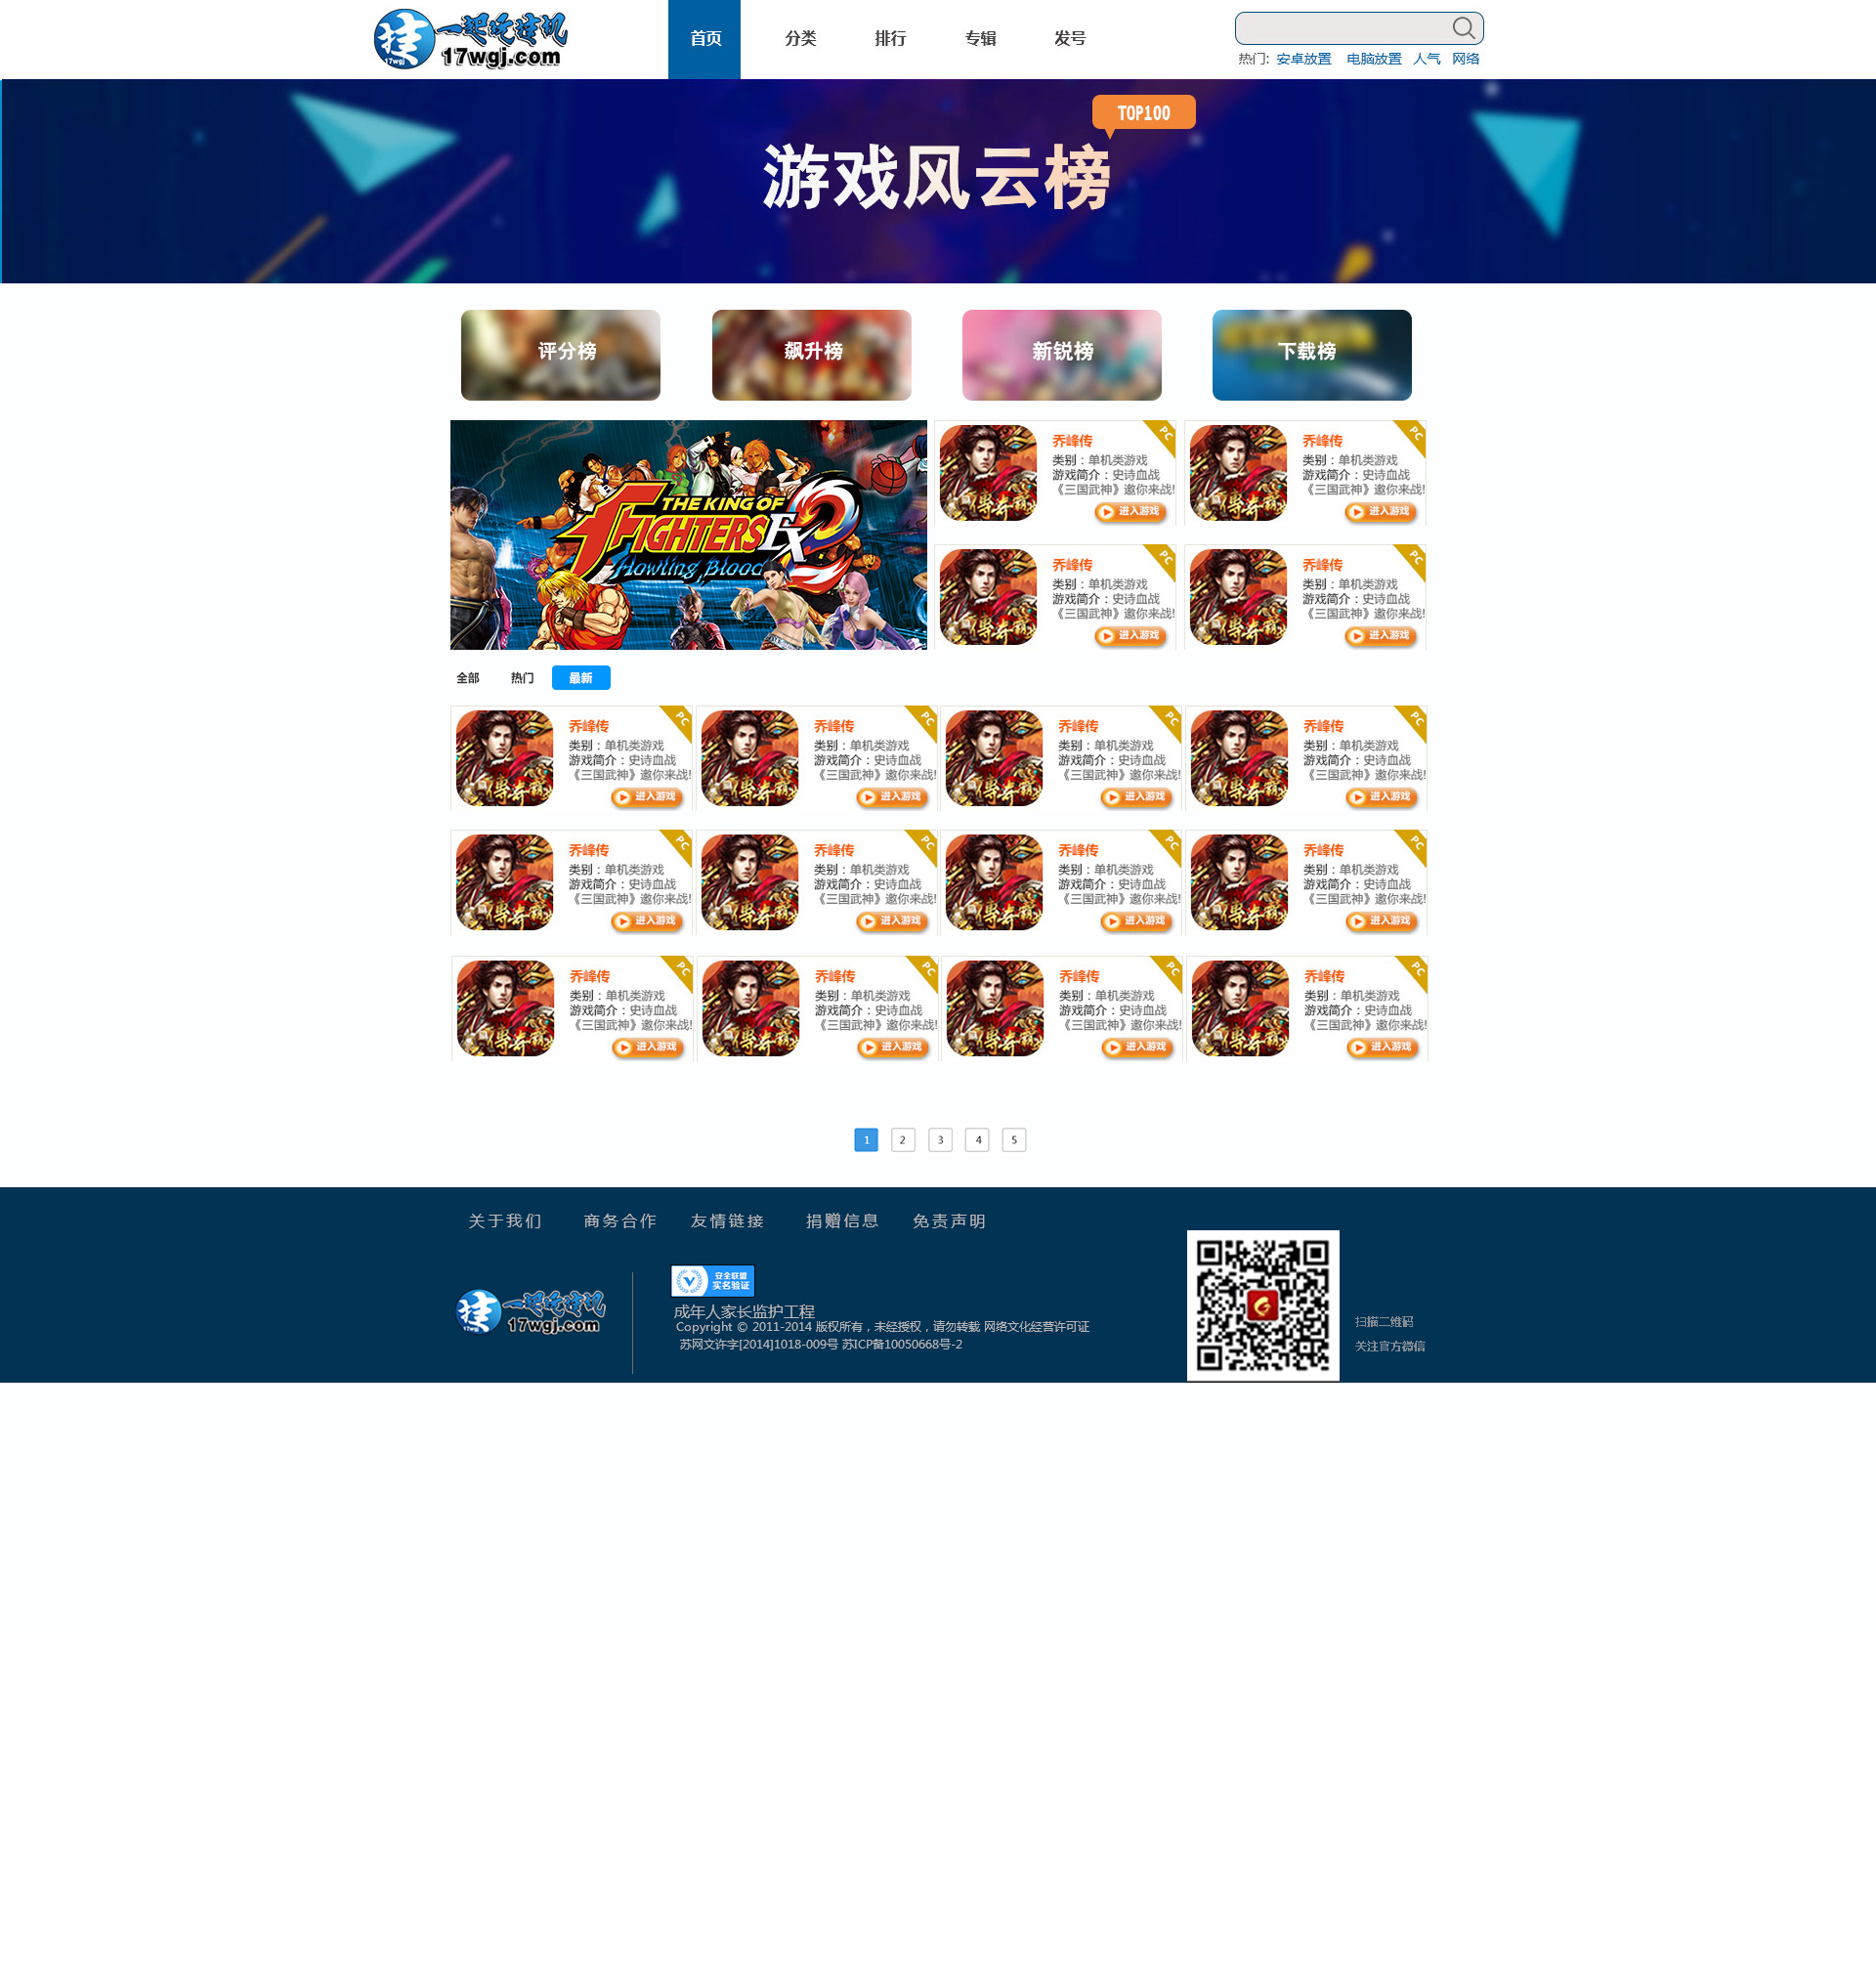 挂 17wgj 一起玩挂机
17wgj.com
首页 分类 排行 专辑 发号
热门: 安卓放置 电脑放置 人气 网络
TOP100
游戏风云榜
评分榜 飙升榜 新锐榜 下载榜
THE KING OF
FIGHTERS EX2
Howling Blood
乔峰传 PC 乔峰传 PC
类别：单机类游戏 类别：单机类游戏
游戏简介：史诗血战 游戏简介：史诗血战
《三国武神》邀你来战! 《三国武神》邀你来战!
进入游戏 进入游戏
乔峰传 PC 乔峰传 PC
类别：单机类游戏 类别：单机类游戏
游戏简介：史诗血战 游戏简介：史诗血战
《三国武神》邀你来战! 《三国武神》邀你来战!
进入游戏 进入游戏
全部 热门 最新
乔峰传 PC 乔峰传 PC 乔峰传 PC 乔峰传 PC
类别：单机类游戏 类别：单机类游戏 类别：单机类游戏 类别：单机类游戏
游戏简介：史诗血战 游戏简介：史诗血战 游戏简介：史诗血战 游戏简介：史诗血战
《三国武神》邀你来战! 《三国武神》邀你来战! 《三国武神》邀你来战! 《三国武神》邀你来战!
进入游戏 进入游戏 进入游戏 进入游戏
乔峰传 PC 乔峰传 PC 乔峰传 PC 乔峰传 PC
类别：单机类游戏 类别：单机类游戏 类别：单机类游戏 类别：单机类游戏
游戏简介：史诗血战 游戏简介：史诗血战 游戏简介：史诗血战 游戏简介：史诗血战
《三国武神》邀你来战! 《三国武神》邀你来战! 《三国武神》邀你来战! 《三国武神》邀你来战!
进入游戏 进入游戏 进入游戏 进入游戏
乔峰传 PC 乔峰传 PC 乔峰传 PC 乔峰传 PC
类别：单机类游戏 类别：单机类游戏 类别：单机类游戏 类别：单机类游戏
游戏简介：史诗血战 游戏简介：史诗血战 游戏简介：史诗血战 游戏简介：史诗血战
《三国武神》邀你来战! 《三国武神》邀你来战! 《三国武神》邀你来战! 《三国武神》邀你来战!
进入游戏 进入游戏 进入游戏 进入游戏
1 2 3 4 5
关于我们 商务合作 友情链接 捐赠信息 免责声明
安全联盟
实名验证
挂 17wgj 一起玩挂机
17wgj.com
成年人家长监护工程
Copyright © 2011-2014 版权所有，未经授权，请勿转载 网络文化经营许可证
苏网文许字[2014]1018-009号 苏ICP备10050668号-2
扫描二维码
关注官方微信